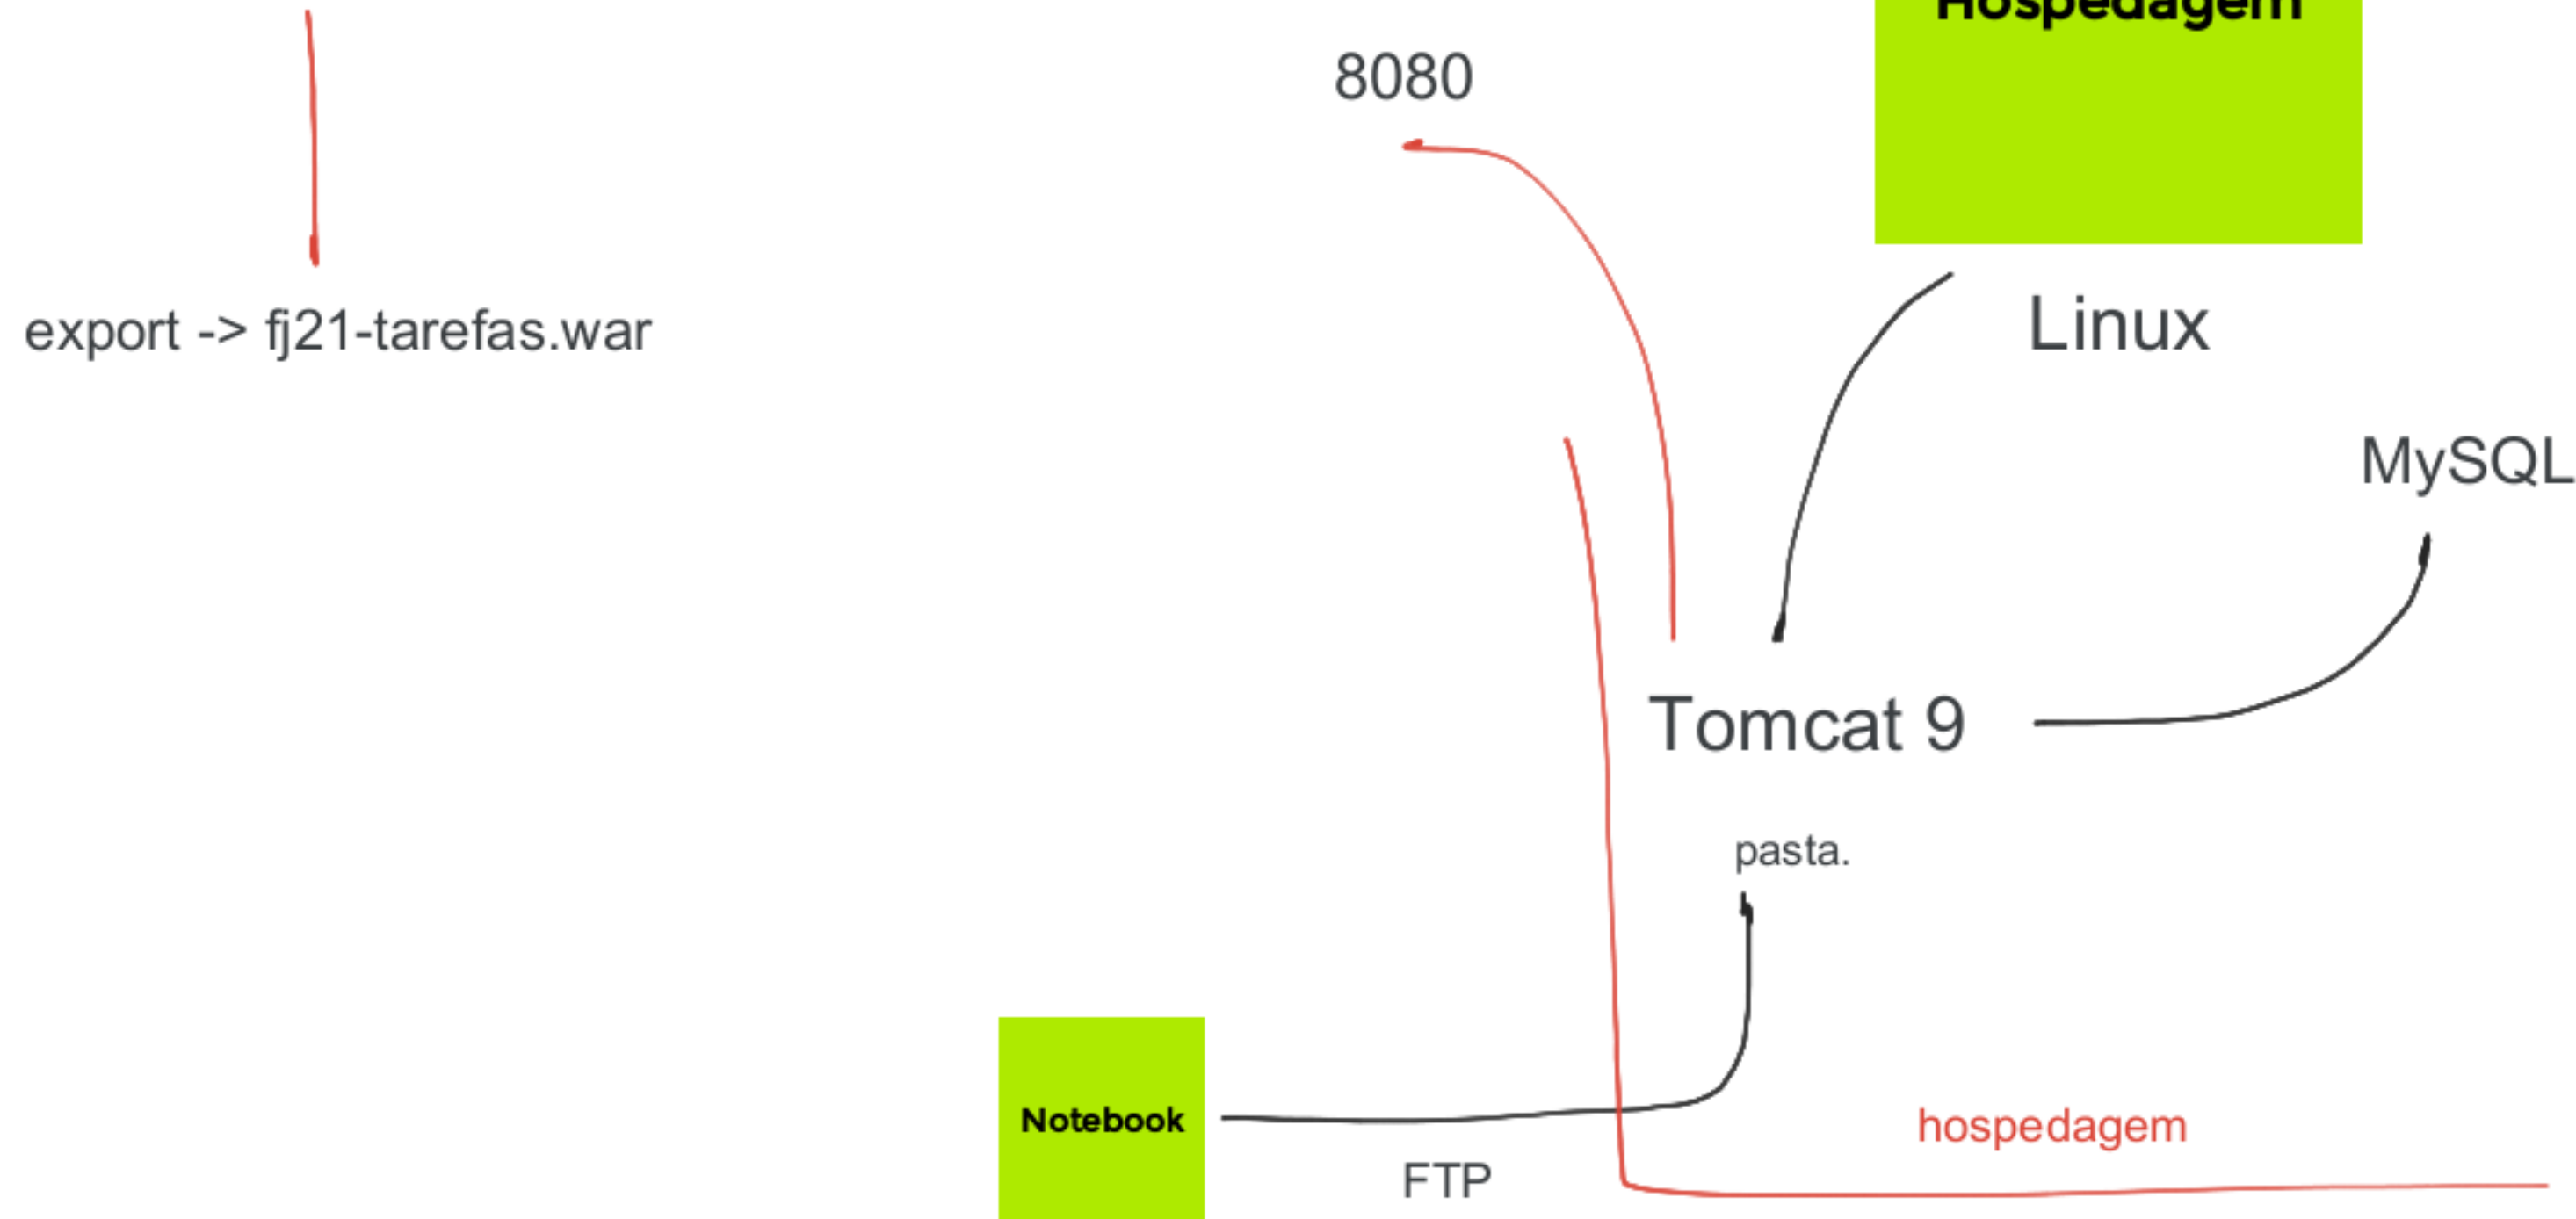 Hospedagem
8080
export -> fj21-tarefas.war
Linux
MySQL
Tomcat 9
pasta.
Notebook
hospedagem
FTP